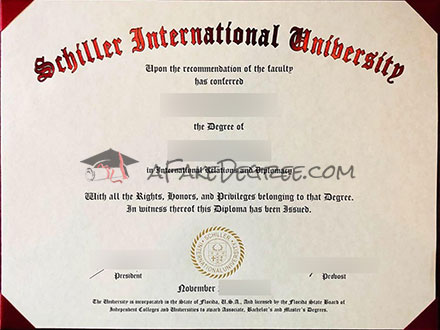 Schiller International University
Upon the recommendation of the faculty
has conferred
the Degree of
AFAKEDEGREE.COM
in International Relations and Diplomacy
With all the Rights, Honors, and Privileges belonging to that Degree.
In witness thereof this Diploma has been Issued.
SCHILLER
President
Provost
November
The University is incorporated in the State of Florida, U.S.A., And licensed by the Florida State Board of
Independent Colleges and Universities to award Associate, Bachelor's and Master's Degrees.